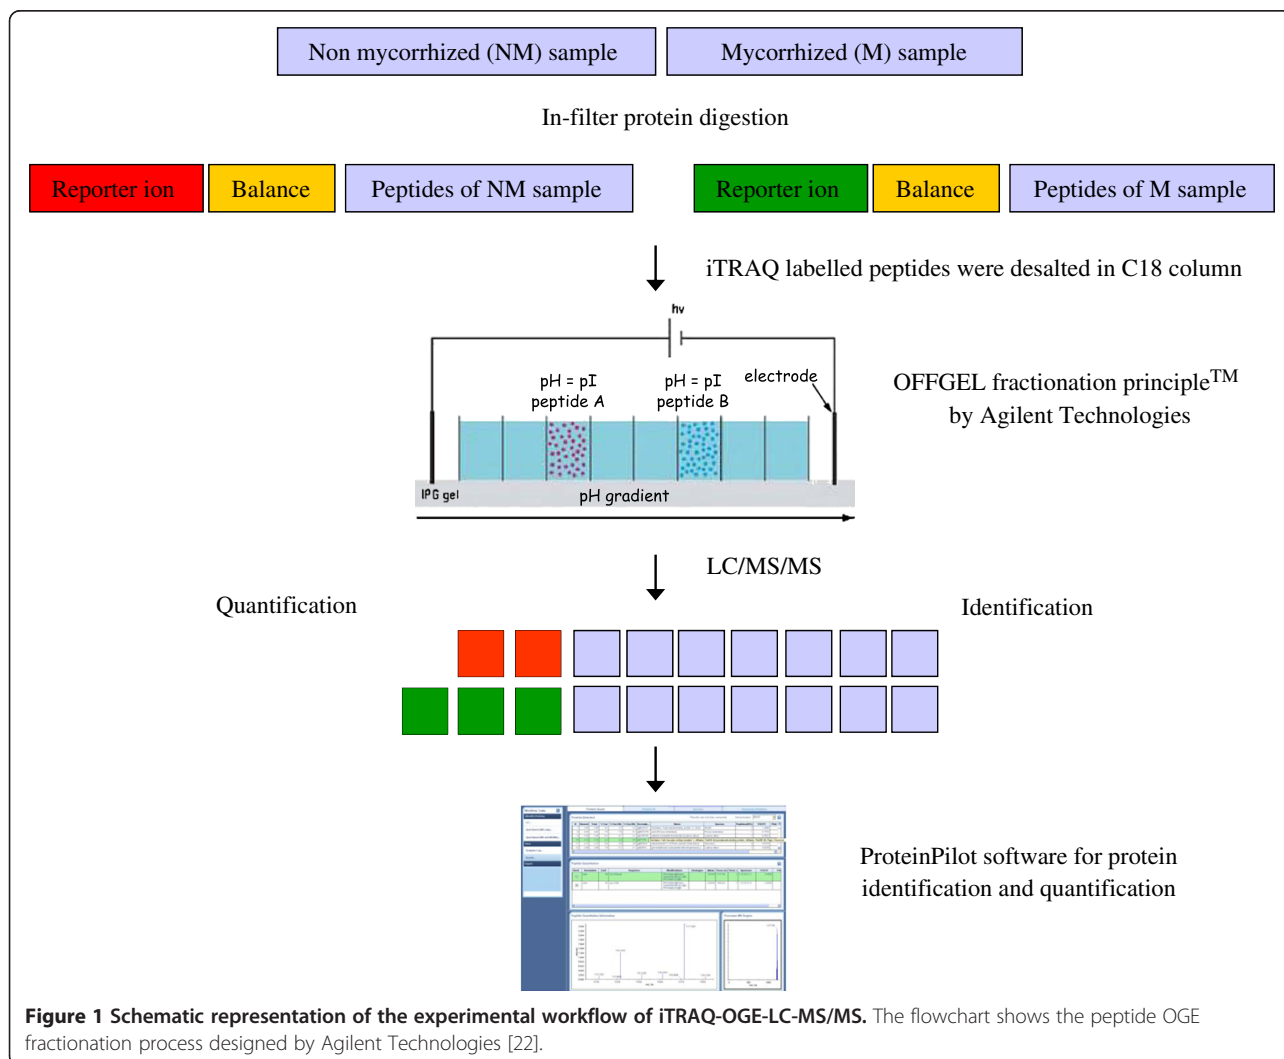 Non mycorrhized (NM) sample
Mycorrhized (M) sample
In-filter protein digestion
Reporter ion
Balance
Peptides of NM sample
Reporter ion
Balance
Peptides of M sample
iTRAQ labelled peptides were desalted in C18 column
hv
pH = pI
peptide A
pH = pI
peptide B
electrode
OFFGEL fractionation principle™
by Agilent Technologies
IPG gel
pH gradient
LC/MS/MS
Quantification
Identification
ProteinPilot software for protein
identification and quantification
Figure 1 Schematic representation of the experimental workflow of iTRAQ-OGE-LC-MS/MS. The flowchart shows the peptide OGE
fractionation process designed by Agilent Technologies [22].